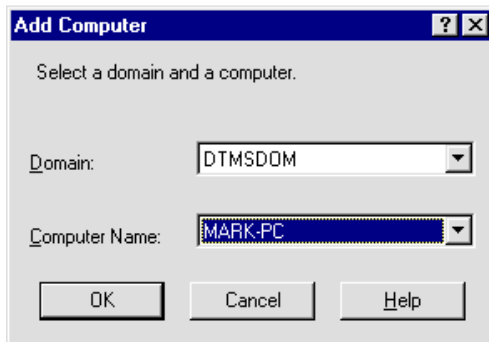 Add Computer
Select a domain and a computer.
Domain: DTMSDOM
Computer Name: MARK-PC
OK Cancel Help